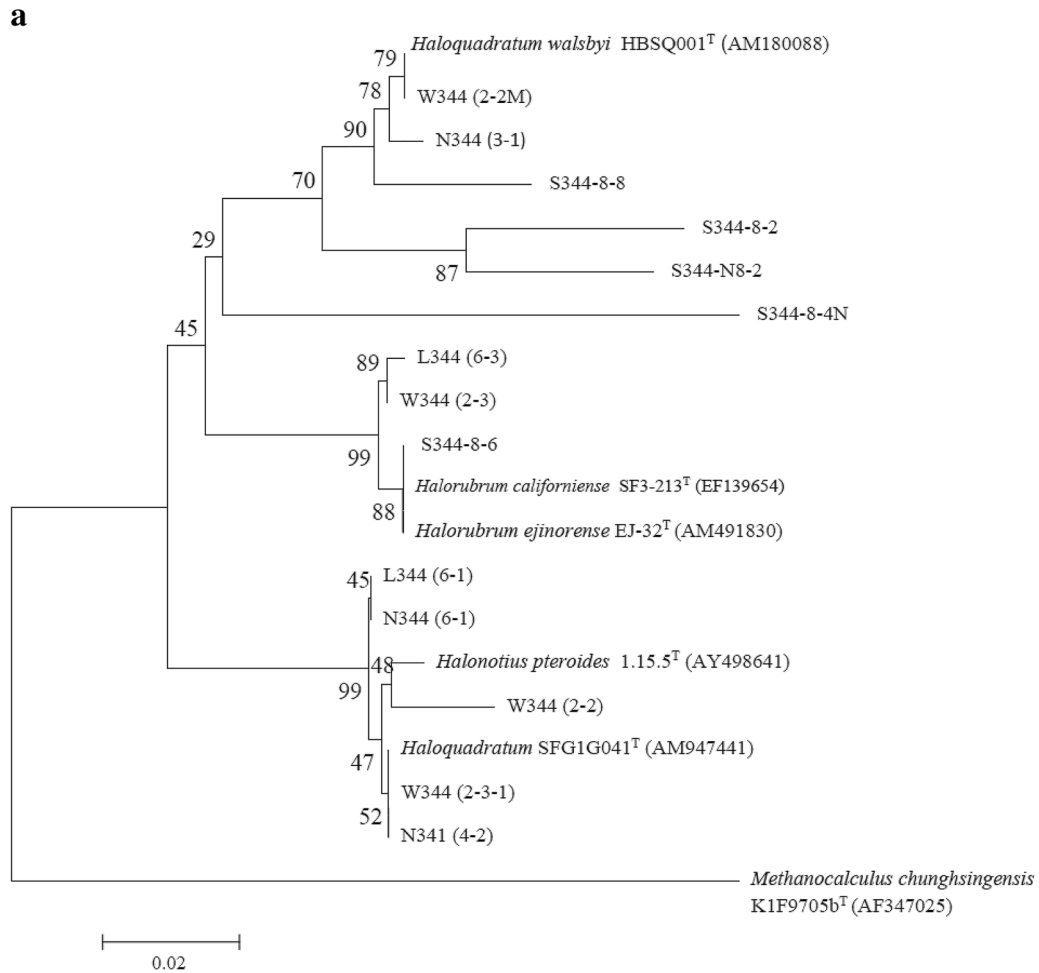 a
Haloquadratum walsbyi HBSQ001ᵀ (AM180088)
79
W344 (2-2M)
78
N344 (3-1)
90
S344-8-8
70
S344-8-2
29
S344-N8-2
87
S344-8-4N
45
L344 (6-3)
89
W344 (2-3)
S344-8-6
99
Halorubrum californiense SF3-213ᵀ (EF139654)
88
Halorubrum ejinorense EJ-32ᵀ (AM491830)
45
L344 (6-1)
N344 (6-1)
48
Halonotius pteroides 1.15.5ᵀ (AY498641)
99
W344 (2-2)
Haloquadratum SFG1G041ᵀ (AM947441)
47
W344 (2-3-1)
52
N341 (4-2)
Methanocalculus chunghsingensis
K1F9705bᵀ (AF347025)
0.02